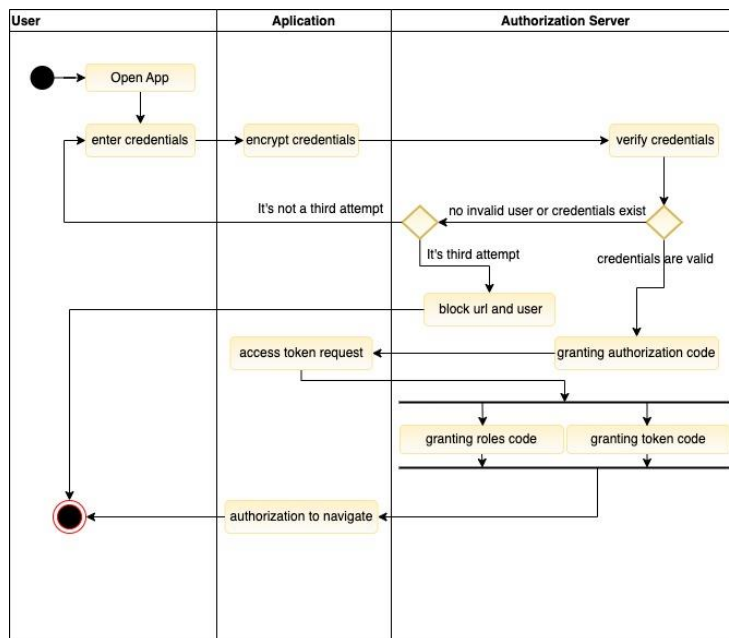 User
Aplication
Authorization Server
Open App
enter credentials
encrypt credentials
verify credentials
It's not a third attempt
no invalid user or credentials exist
It's third attempt
credentials are valid
block url and user
access token request
granting authorization code
granting roles code
granting token code
authorization to navigate